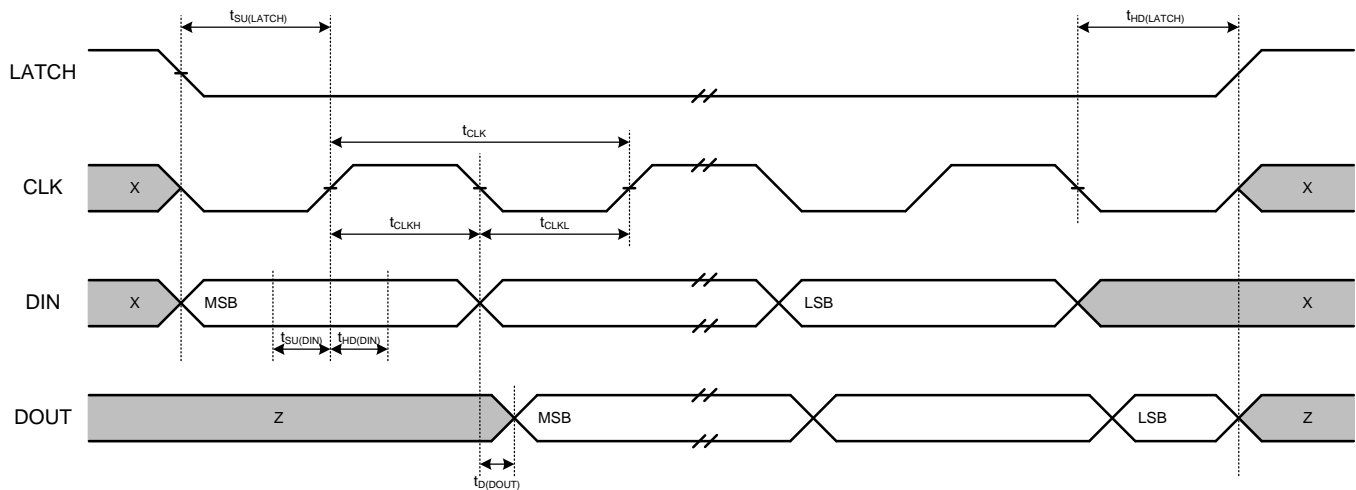 tSU(LATCH)
tHD(LATCH)
LATCH
tCLK
CLK
X
X
tCLKH
tCLKL
DIN
X
MSB
LSB
X
tSU(DIN)
tHD(DIN)
DOUT
Z
MSB
LSB
Z
tD(DOUT)